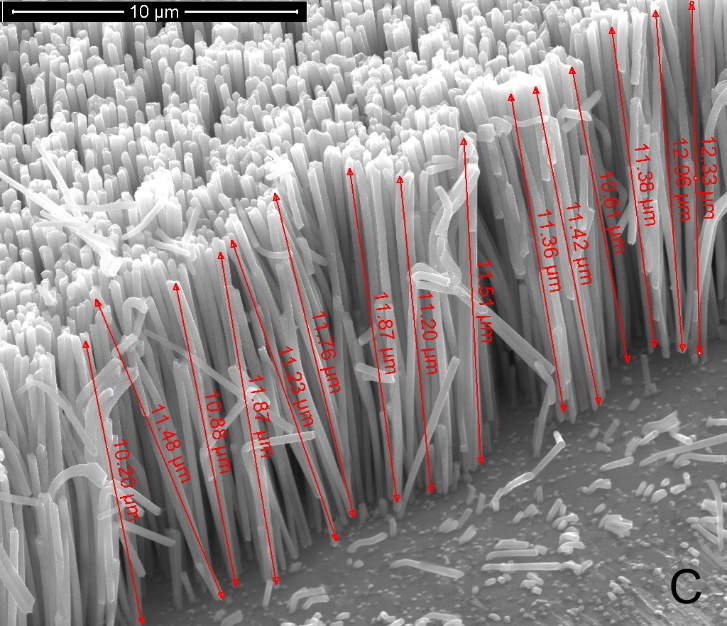 10 µm
10.20 µm
11.48 µm
10.88 µm
11.87 µm
11.23 µm
11.76 µm
11.87 µm
11.20 µm
11.51 µm
11.36 µm
11.42 µm
10.61 µm
11.38 µm
12.06 µm
12.33 µm
C